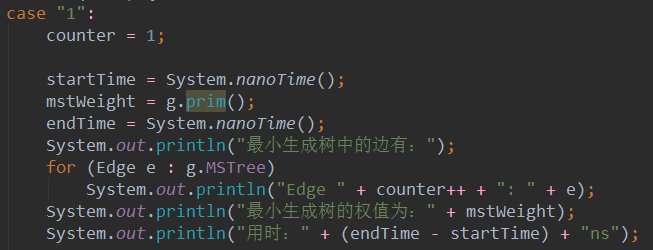 case "1":
counter = 1;
startTime = System.nanoTime();
mstWeight = g.prim();
endTime = System.nanoTime();
System.out.println("最小生成树中的边有：");
for (Edge e : g.MSTree)
System.out.println("Edge " + counter++ + ": " + e);
System.out.println("最小生成树的权值为：" + mstWeight);
System.out.println("用时：" + (endTime - startTime) + "ns");